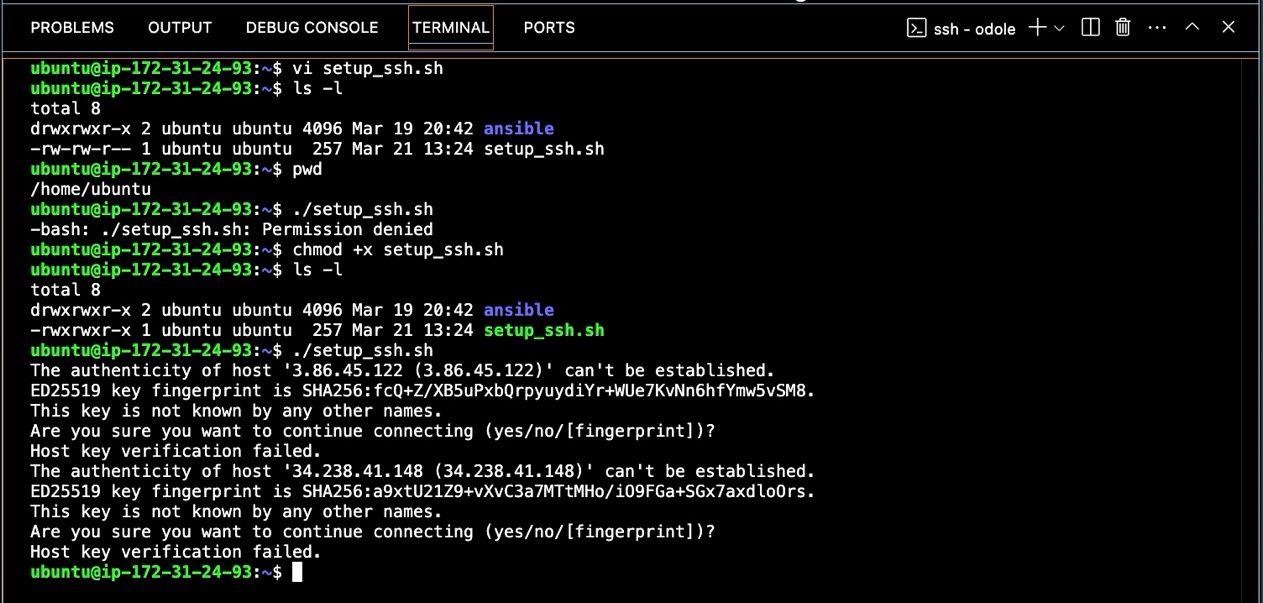 PROBLEMS OUTPUT DEBUG CONSOLE TERMINAL PORTS ssh - odole
ubuntu@ip-172-31-24-93:~$ vi setup_ssh.sh
ubuntu@ip-172-31-24-93:~$ ls -l
total 8
drwxrwxr-x 2 ubuntu ubuntu 4096 Mar 19 20:42 ansible
-rw-rw-r-- 1 ubuntu ubuntu  257 Mar 21 13:24 setup_ssh.sh
ubuntu@ip-172-31-24-93:~$ pwd
/home/ubuntu
ubuntu@ip-172-31-24-93:~$ ./setup_ssh.sh
-bash: ./setup_ssh.sh: Permission denied
ubuntu@ip-172-31-24-93:~$ chmod +x setup_ssh.sh
ubuntu@ip-172-31-24-93:~$ ls -l
total 8
drwxrwxr-x 2 ubuntu ubuntu 4096 Mar 19 20:42 ansible
-rwxrwxr-x 1 ubuntu ubuntu  257 Mar 21 13:24 setup_ssh.sh
ubuntu@ip-172-31-24-93:~$ ./setup_ssh.sh
The authenticity of host '3.86.45.122 (3.86.45.122)' can't be established.
ED25519 key fingerprint is SHA256:fcQ+Z/XB5uPxbQrpyuydiYr+WUe7KvNn6hfYmw5vSM8.
This key is not known by any other names.
Are you sure you want to continue connecting (yes/no/[fingerprint])?
Host key verification failed.
The authenticity of host '34.238.41.148 (34.238.41.148)' can't be established.
ED25519 key fingerprint is SHA256:a9xtU21Z9+vXvC3a7MTtMHo/iO9FGa+SGx7axdloOrs.
This key is not known by any other names.
Are you sure you want to continue connecting (yes/no/[fingerprint])?
Host key verification failed.
ubuntu@ip-172-31-24-93:~$